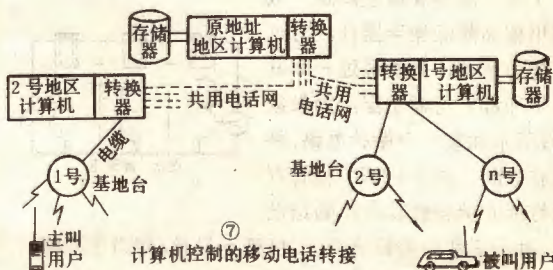 存储器
原地址
地区计算机
转换器
2号地区
计算机
转换器
共用电话网
共用
电话网
转换器
1号地区
计算机
存储器
电缆
1号
基地台
基地台
2号
n号
主叫
用户
⑦
计算机控制的移动电话转接
被叫用户